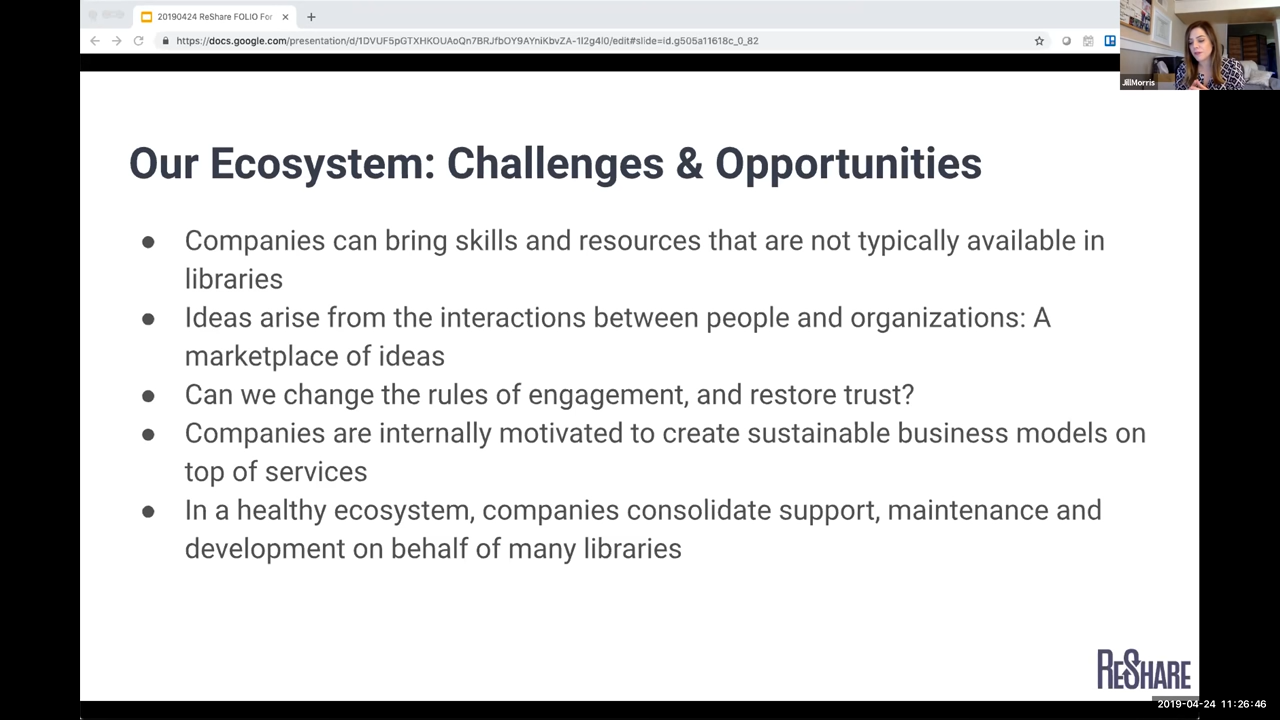 20190424 ReShare FOLIO For
https://docs.google.com/presentation/d/1DVUF5pGTXHKOUAoQn7BRJfbOY9AYniKbvZA-1I2g4I0/edit#slide=id.g505a11618c_0_82
JillMorris
Our Ecosystem: Challenges & Opportunities
● Companies can bring skills and resources that are not typically available in
libraries
● Ideas arise from the interactions between people and organizations: A
marketplace of ideas
● Can we change the rules of engagement, and restore trust?
● Companies are internally motivated to create sustainable business models on
top of services
● In a healthy ecosystem, companies consolidate support, maintenance and
development on behalf of many libraries
RESHARE
2019-04-24 11:26:46